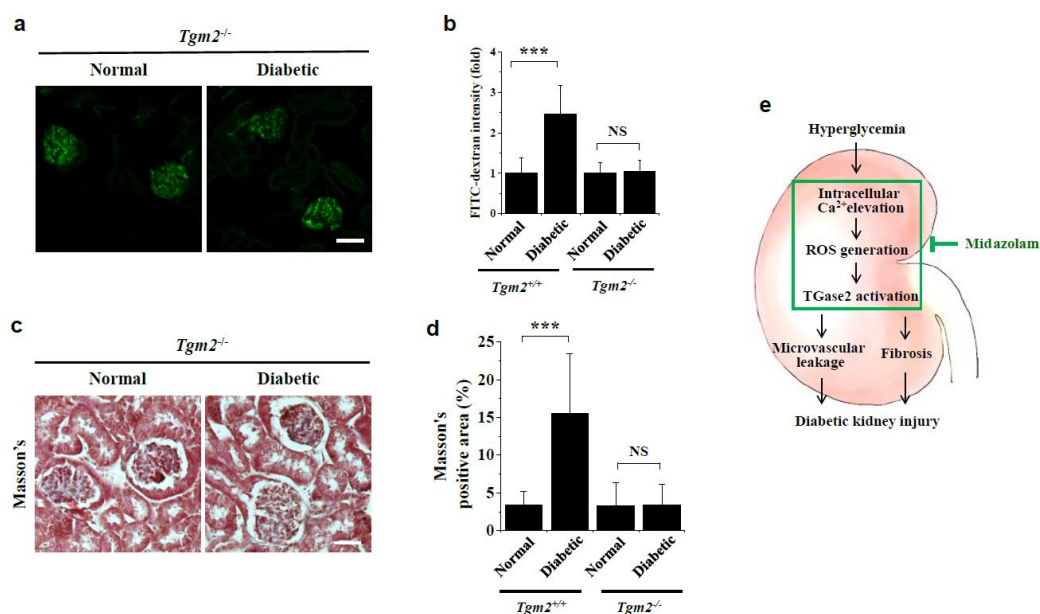 a
Tgm2-/-
Normal Diabetic
b
FITC-dextran intensity (fold)
4
3
2
1
0
***
NS
Normal
Diabetic
Normal
Diabetic
Tgm2+/+
Tgm2-/-
c
Tgm2-/-
Normal Diabetic
Masson's
d
Masson's
positive area (%)
25
20
15
10
5
0
***
NS
Normal
Diabetic
Normal
Diabetic
Tgm2+/+
Tgm2-/-
e
Hyperglycemia
Intracellular
Ca2+elevation
ROS generation
Midazolam
TGase2 activation
Microvascular
leakage
Fibrosis
Diabetic kidney injury